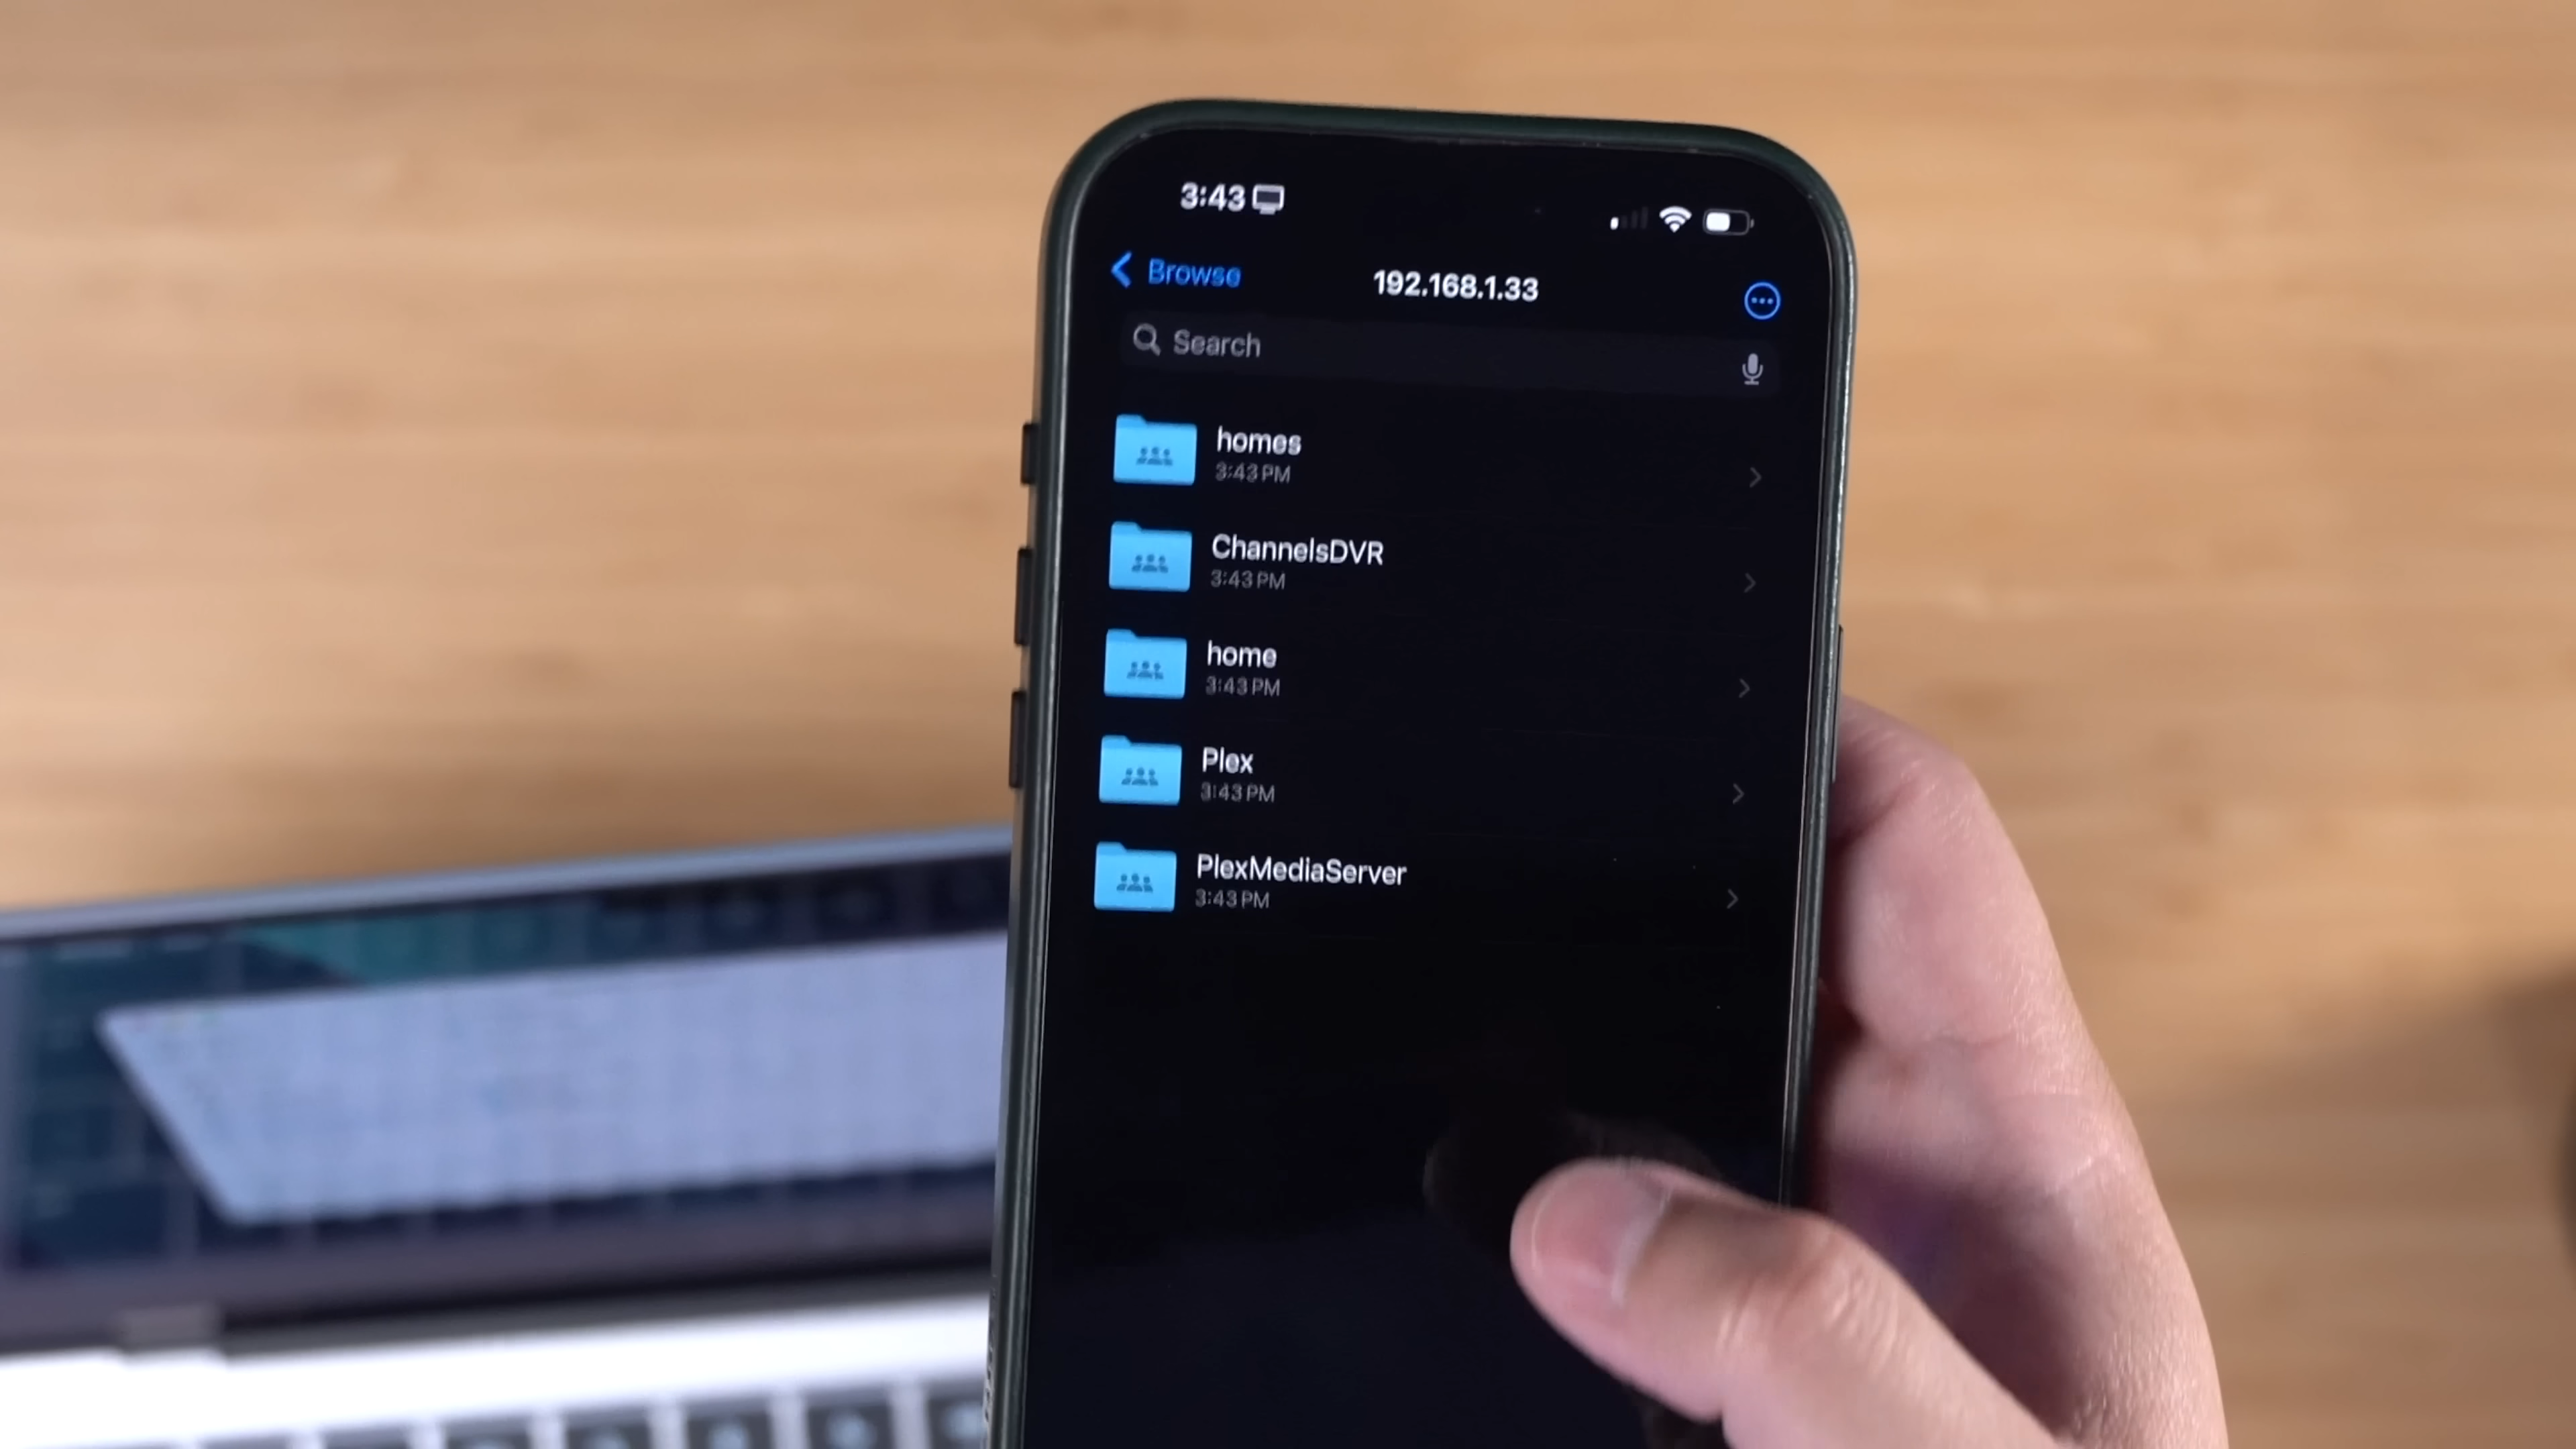 3:43
Browse
192.168.1.33
Search
homes
3:43 PM
ChannelsDVR
3:43 PM
home
3:43 PM
Plex
3:43 PM
PlexMediaServer
3:43 PM